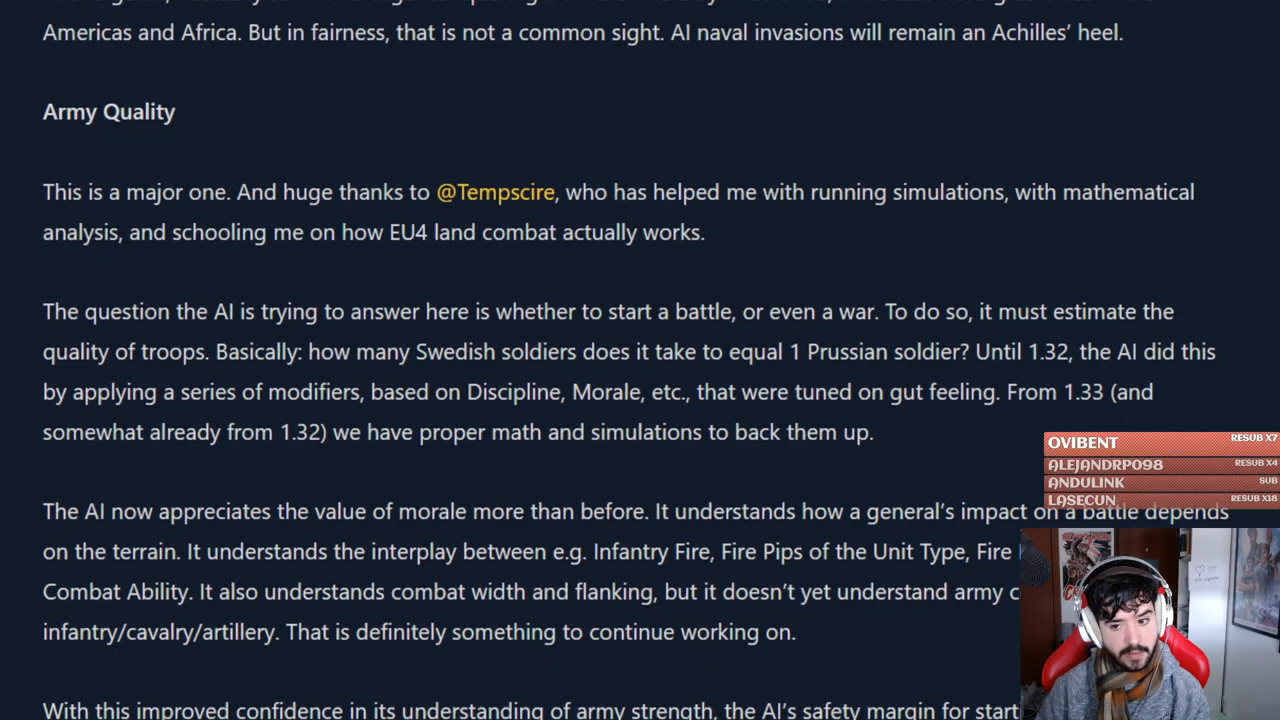 Americas and Africa. But in fairness, that is not a common sight. AI naval invasions will remain an Achilles’ heel.
Army Quality
This is a major one. And huge thanks to @Tempscire, who has helped me with running simulations, with mathematical
analysis, and schooling me on how EU4 land combat actually works.
The question the AI is trying to answer here is whether to start a battle, or even a war. To do so, it must estimate the
quality of troops. Basically: how many Swedish soldiers does it take to equal 1 Prussian soldier? Until 1.32, the AI did this
by applying a series of modifiers, based on Discipline, Morale, etc., that were tuned on gut feeling. From 1.33 (and
somewhat already from 1.32) we have proper math and simulations to back them up.
OVIBENT RESUB X7
ALEJANDRP098 RESUB X4
ANDULINK SUB
LASECUN RESUB X18
The AI now appreciates the value of morale more than before. It understands how a general’s impact on a battle depends
on the terrain. It understands the interplay between e.g. Infantry Fire, Fire Pips of the Unit Type, Fire
Combat Ability. It also understands combat width and flanking, but it doesn’t yet understand army
infantry/cavalry/artillery. That is definitely something to continue working on.
With this improved confidence in its understanding of army strength, the AI’s safety margin for start